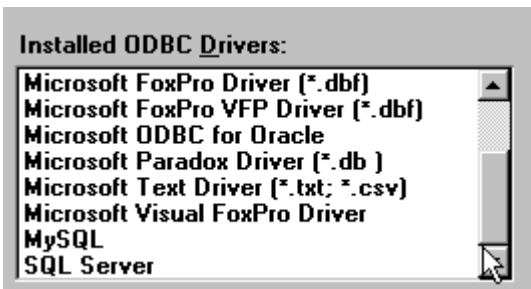 Installed ODBC Drivers:
Microsoft FoxPro Driver (*.dbf)
Microsoft FoxPro VFP Driver (*.dbf)
Microsoft ODBC for Oracle
Microsoft Paradox Driver (*.db )
Microsoft Text Driver (*.txt; *.csv)
Microsoft Visual FoxPro Driver
MySQL
SQL Server